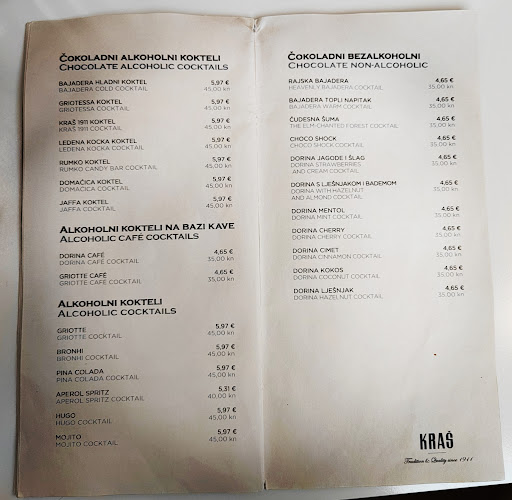 ČOKOLADNI ALKOHOLNI KOKTELI
CHOCOLATE ALCOHOLIC COCKTAILS
BAJADERA HLADNI KOKTEL 5,97 €
BAJADERA COLD COCKTAIL 45,00 kn
GRIOTESSA KOKTEL 5,97 €
GRIOTESSA COCKTAIL 45,00 kn
KRAŠ 1911 KOKTEL 5,97 €
KRAŠ 1911 COCKTAIL 45,00 kn
LEDENA KOCKA KOKTEL 5,97 €
LEDENA KOCKA COCKTAIL 45,00 kn
RUMKO KOKTEL 5,97 €
RUMKO CANDY BAR COCKTAIL 45,00 kn
DOMAĆICA KOKTEL 5,97 €
DOMAĆICA COCKTAIL 45,00 kn
JAFFA KOKTEL 5,97 €
JAFFA COCKTAIL 45,00 kn
ALKOHOLNI KOKTELI NA BAZI KAVE
ALCOHOLIC CAFÉ COCKTAILS
DORINA CAFÉ 4,65 €
DORINA CAFÉ COCKTAIL 35,00 kn
GRIOTTE CAFÉ 4,65 €
GRIOTTE CAFÉ COCKTAIL 35,00 kn
ALKOHOLNI KOKTELI
ALCOHOLIC COCKTAILS
GRIOTTE 5,97 €
GRIOTTE COCKTAIL 45,00 kn
BRONHI 5,97 €
BRONHI COCKTAIL 45,00 kn
PINA COLADA 5,97 €
PINA COLADA COCKTAIL 45,00 kn
APEROL SPRITZ 5,31 €
APEROL SPRITZ COCKTAIL 40,00 kn
HUGO 5,97 €
HUGO COCKTAIL 45,00 kn
MOJITO 5,97 €
MOJITO COCKTAIL 45,00 kn
ČOKOLADNI BEZALKOHOLNI
CHOCOLATE NON-ALCOHOLIC
RAJSKA BAJADERA 4,65 €
HEAVENLY BAJADERA COCKTAIL 35,00 kn
BAJADERA TOPLI NAPITAK 4,65 €
BAJADERA WARM COCKTAIL 35,00 kn
ČUDESNA ŠUMA 4,65 €
THE ELM-CHANTED FOREST COCKTAIL 35,00 kn
CHOCO SHOCK 4,65 €
CHOCO SHOCK COCKTAIL 35,00 kn
DORINA JAGODE I ŠLAG 4,65 €
DORINA STRAWBERRIES 35,00 kn
AND CREAM COCKTAIL
DORINA S LJEŠNJAKOM I BADEMOM 4,65 €
DORINA WITH HAZELNUT 35,00 kn
AND ALMOND COCKTAIL
DORINA MENTOL 4,65 €
DORINA MINT COCKTAIL 35,00 kn
DORINA CHERRY 4,65 €
DORINA CHERRY COCKTAIL 35,00 kn
DORINA CIMET 4,65 €
DORINA CINNAMON COCKTAIL 35,00 kn
DORINA KOKOS 4,65 €
DORINA COCONUT COCKTAIL 35,00 kn
DORINA LJEŠNJAK 4,65 €
DORINA HAZELNUT COCKTAIL 35,00 kn
KRAŠ
Tradition & Quality since 1911